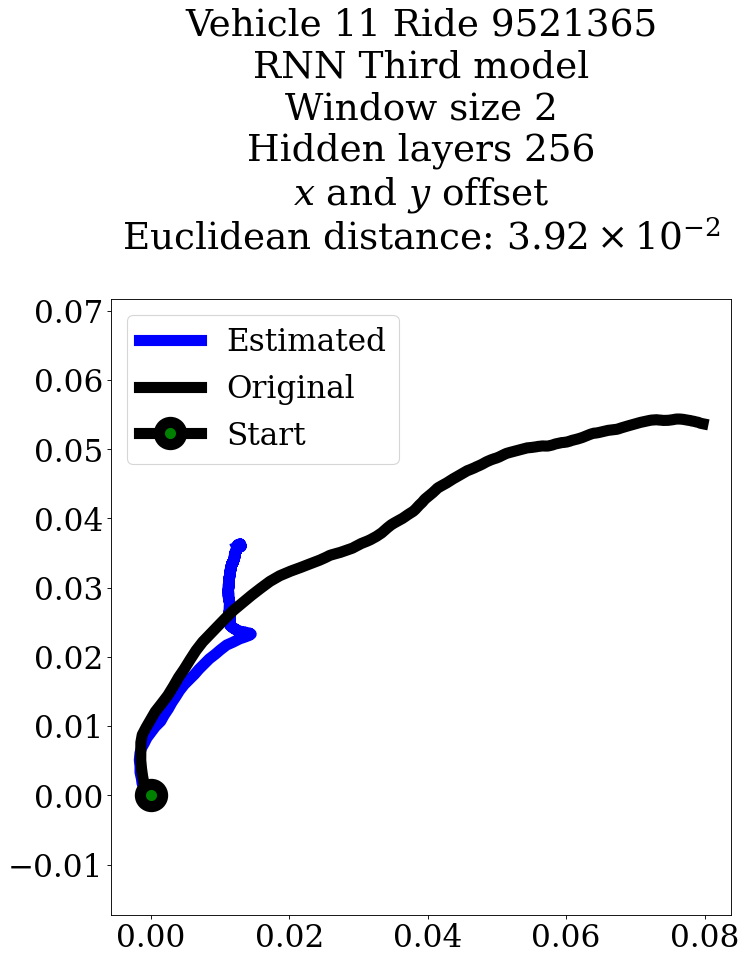 Vehicle 11 Ride 9521365
RNN Third model
Window size 2
Hidden layers 256
x and y offset
Euclidean distance: 3.92 × 10⁻²
0.07
0.06
0.05
0.04
0.03
0.02
0.01
0.00
−0.01
Estimated
Original
Start
0.00 0.02 0.04 0.06 0.08